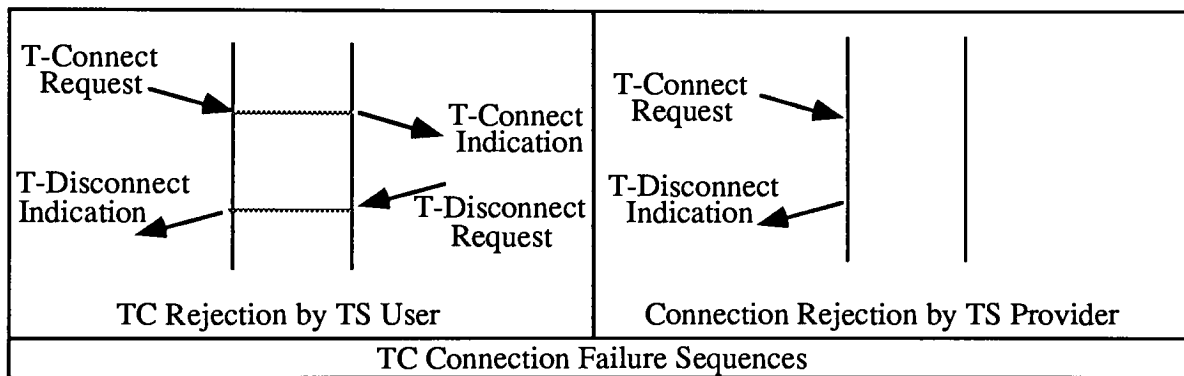 T-Connect
Request
T-Connect
Indication
T-Disconnect
Indication
T-Disconnect
Request
TC Rejection by TS User
T-Connect
Request
T-Disconnect
Indication
Connection Rejection by TS Provider
TC Connection Failure Sequences